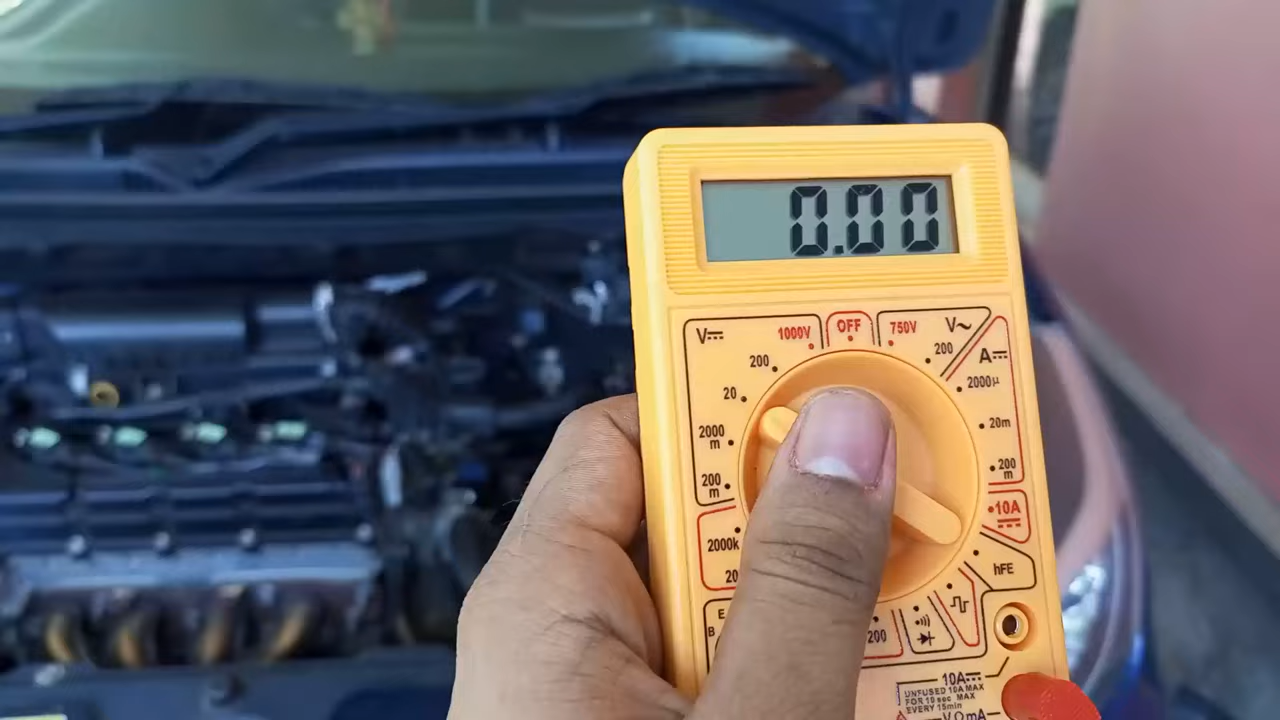 0.00
V⎓ 1000V OFF 750V V~
200 200 A⎓
20 2000µ
2000
m 20m
200
m 200
m
2000k 10A
20 hFE
E
B
200
10A⎓
UNFUSED 10A MAX
FOR 10 sec MAX
EVERY 15min
VΩmA